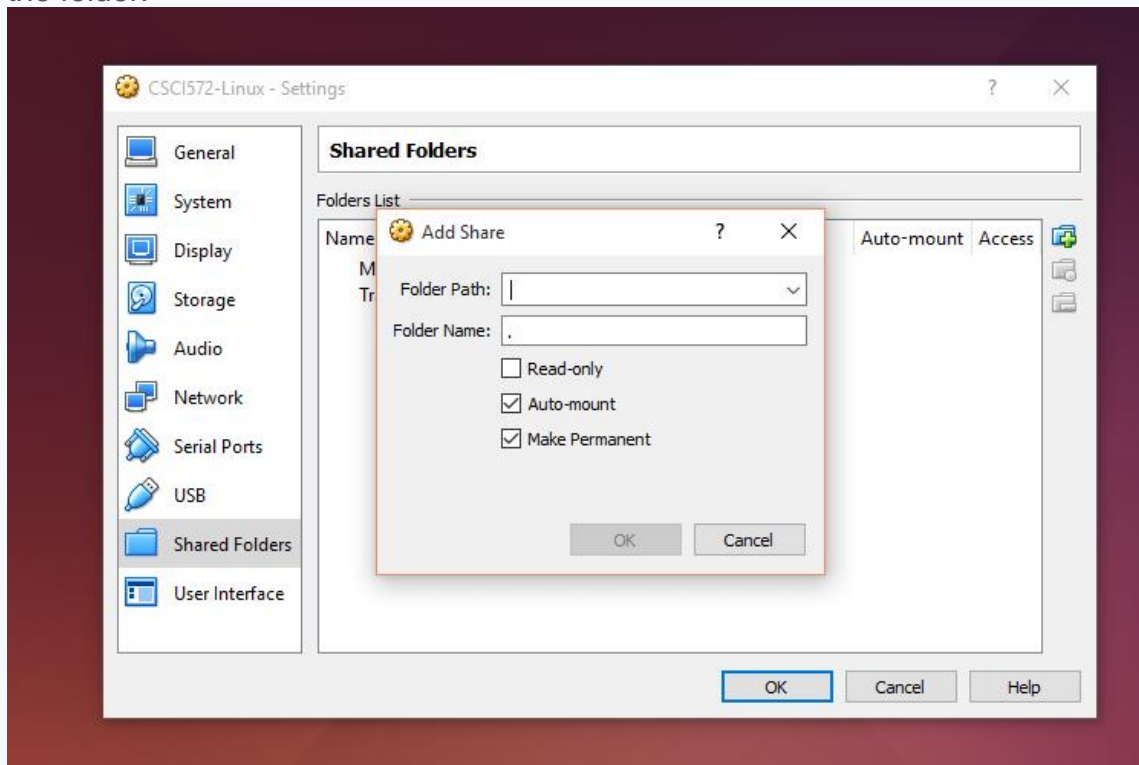 CSCI572-Linux - Settings ? ×
General
System
Display
Storage
Audio
Network
Serial Ports
USB
Shared Folders
User Interface
Shared Folders
Folders List
Name Auto-mount Access
M
Tr
Add Share ? ×
Folder Path:
Folder Name: .
Read-only
Auto-mount
Make Permanent
OK Cancel
OK Cancel Help